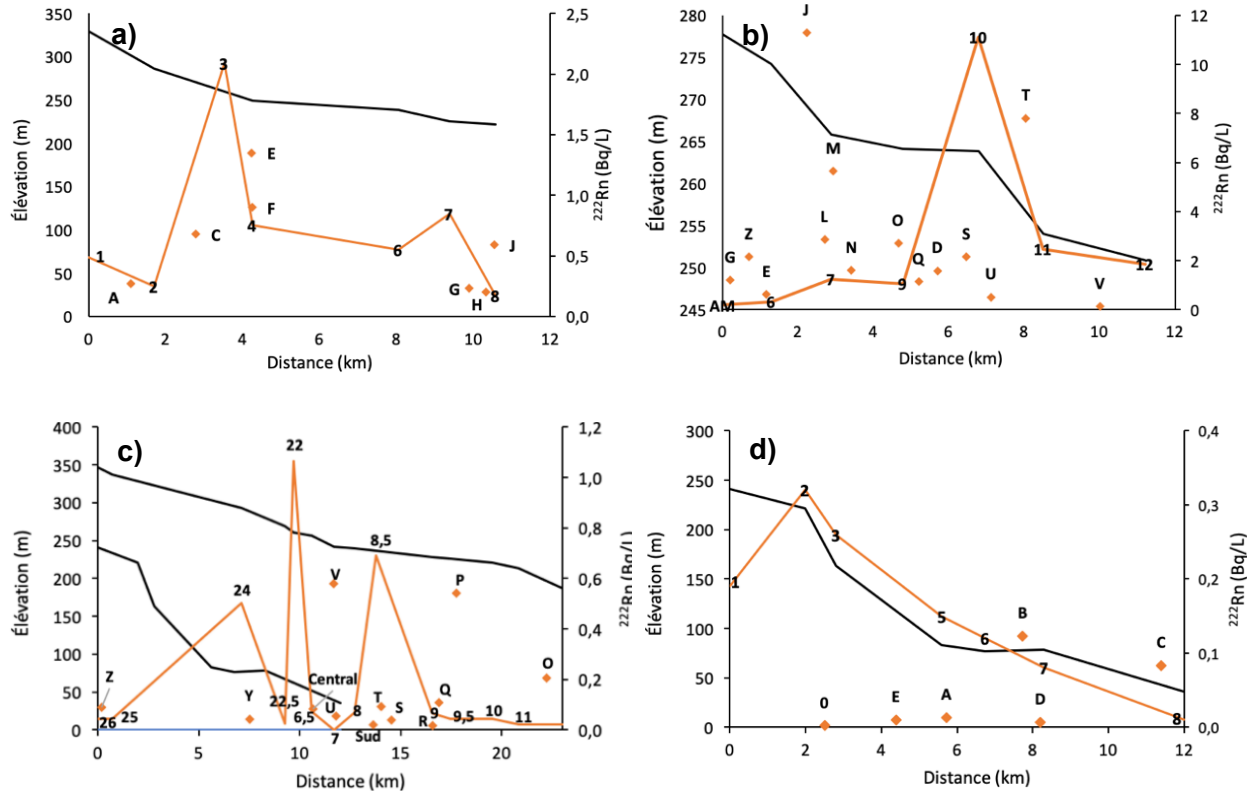 a)
350
300
250
200
150
100
50
0
Élévation (m)
0 2 4 6 8 10 12
Distance (km)
2,5
2,0
1,5
1,0
0,5
0,0
²²²Rn (Bq/L)
1
2
3
4
6
7
8
A
C
E
F
G
H
J
b)
280
275
270
265
260
255
250
245
Élévation (m)
0 2 4 6 8 10 12
Distance (km)
12
10
8
6
4
2
0
²²²Rn (Bq/L)
AM
6
7
9
10
11
12
G
Z
E
J
L
M
N
O
Q
D
S
U
T
V
c)
400
350
300
250
200
150
100
50
0
Élévation (m)
0 5 10 15 20
Distance (km)
1,2
1,0
0,8
0,6
0,4
0,2
0,0
²²²Rn (Bq/L)
26
25
24
22,5
22
6,5
7
8
8,5
9
9,5
10
11
Z
Y
Central
V
U
Sud
T
S
R
Q
P
O
d)
300
250
200
150
100
50
0
Élévation (m)
0 2 4 6 8 10 12
Distance (km)
0,4
0,3
0,2
0,1
0,0
²²²Rn (Bq/L)
1
2
3
5
6
7
8
0
E
A
B
D
C